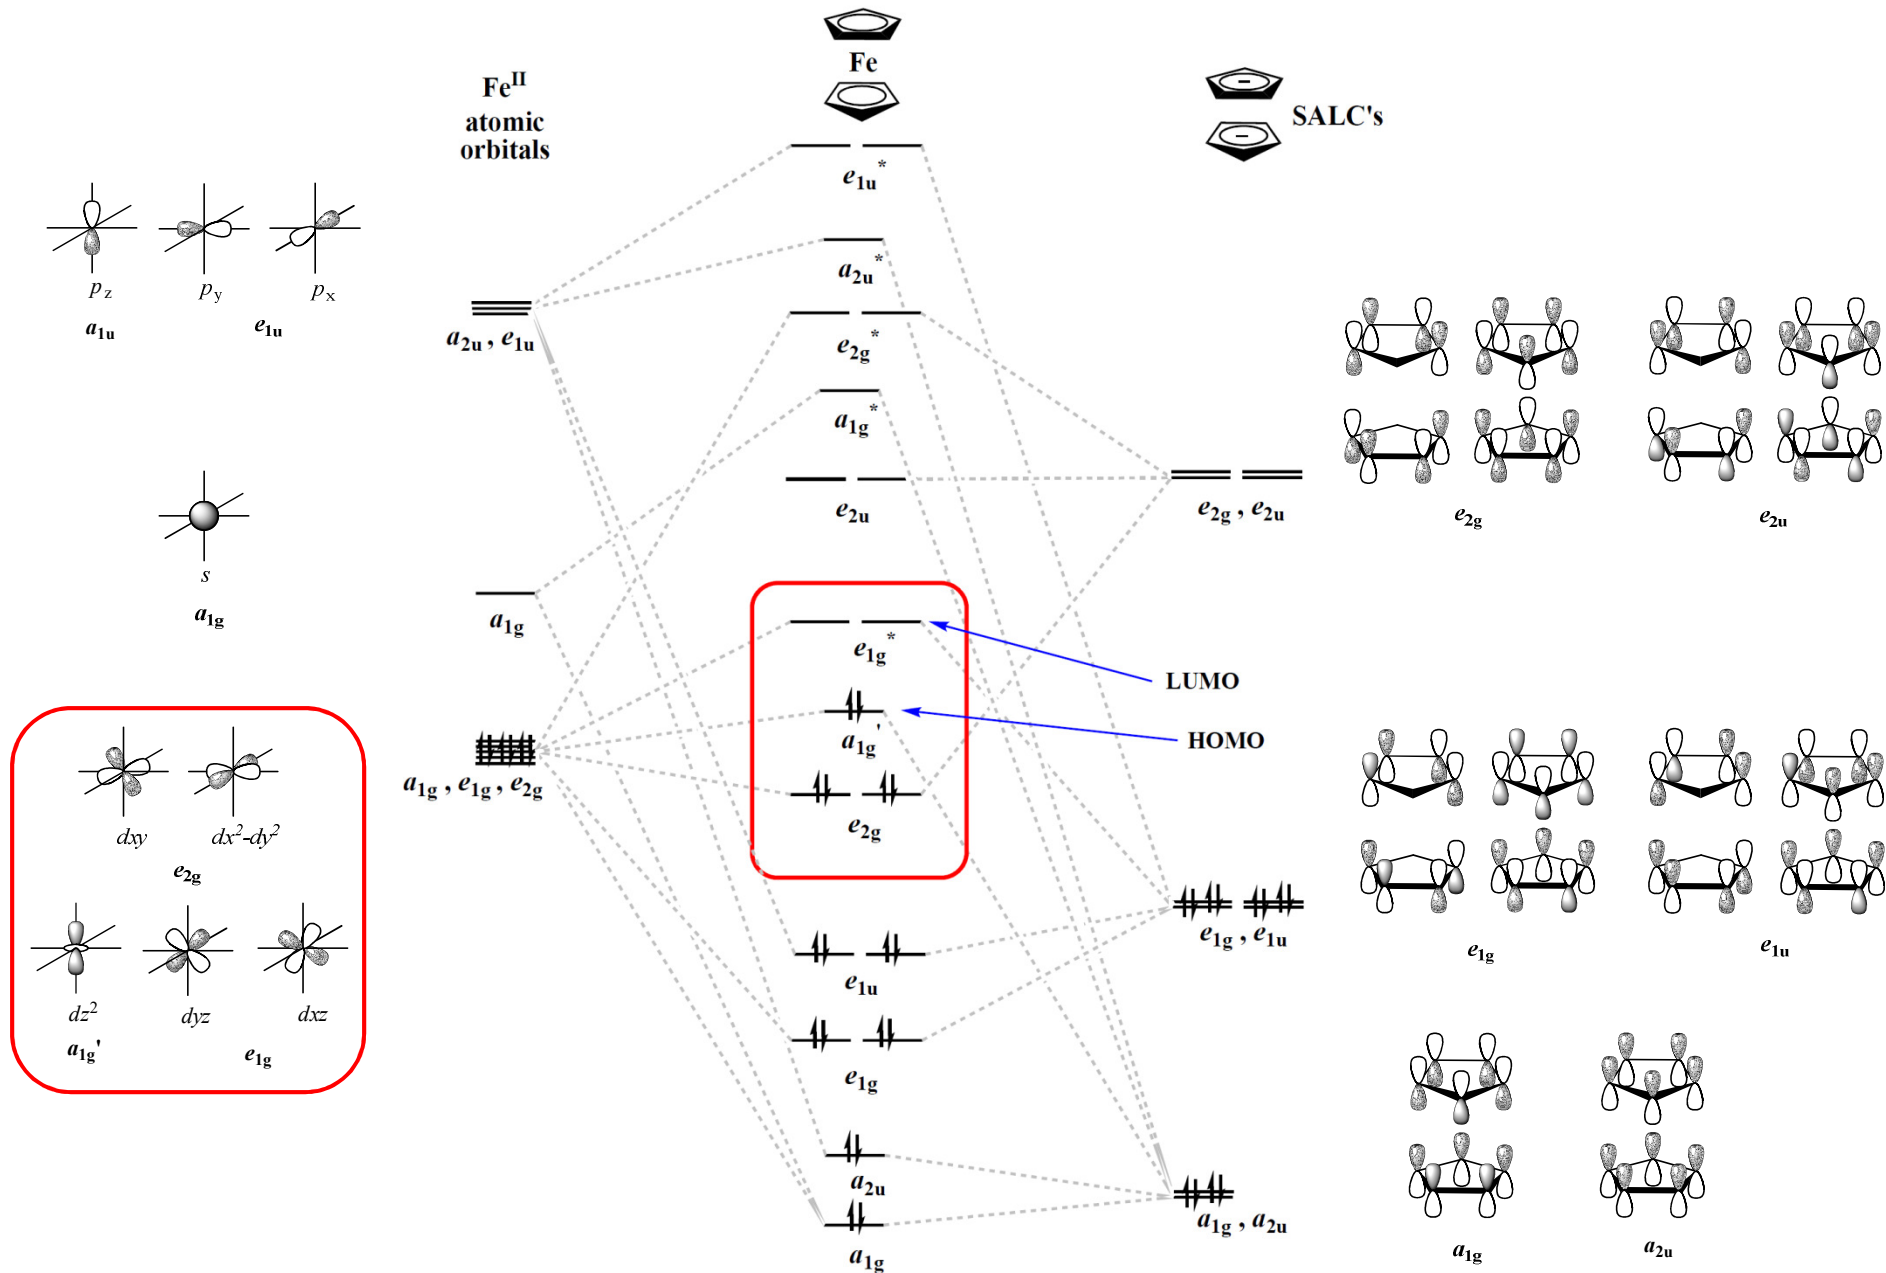 Fe
Fe^II
atomic
orbitals
SALC's
e1u*
a2u*
e2g*
a1g*
e2u
e1g*
a1g'
e2g
e1u
e1g
a2u
a1g
LUMO
HOMO
pz
py
px
a1u
e1u
s
a1g
dxy
dx²-dy²
e2g
dz²
dyz
dxz
a1g'
e1g
a2u , e1u
a1g
a1g , e1g , e2g
e2g , e2u
e1g , e1u
a1g , a2u
e2g
e2u
e1g
e1u
a1g
a2u